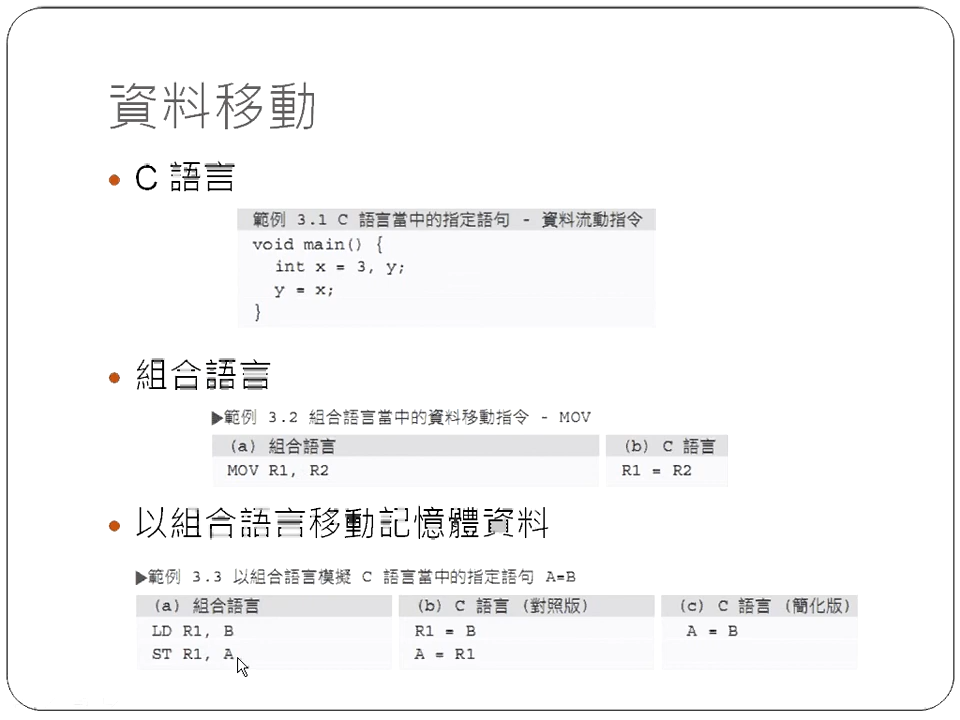 資料移動
• C 語言
範例 3.1 C 語言當中的指定語句 - 資料流動指令
void main() {
  int x = 3, y;
  y = x;
}
• 組合語言
▶範例 3.2 組合語言當中的資料移動指令 - MOV
(a) 組合語言 (b) C 語言
MOV R1, R2 R1 = R2
• 以組合語言移動記憶體資料
▶範例 3.3 以組合語言模擬 C 語言當中的指定語句 A=B
(a) 組合語言 (b) C 語言 (對照版) (c) C 語言 (簡化版)
LD R1, B R1 = B A = B
ST R1, A A = R1